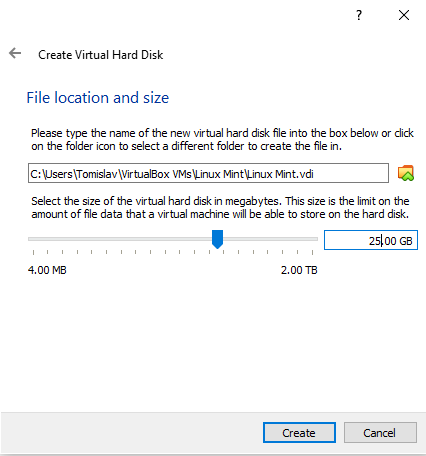 ?
Create Virtual Hard Disk
File location and size
Please type the name of the new virtual hard disk file into the box below or click
on the folder icon to select a different folder to create the file in.
C:\Users\Tomislav\VirtualBox VMs\Linux Mint\Linux Mint.vdi
Select the size of the virtual hard disk in megabytes. This size is the limit on the
amount of file data that a virtual machine will be able to store on the hard disk.
25.00 GB
4.00 MB 2.00 TB
Create Cancel